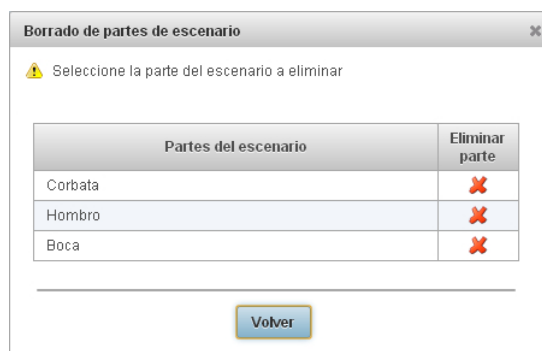 Borrado de partes de escenario
Seleccione la parte del escenario a eliminar
Partes del escenario
Eliminar
parte
Corbata
Hombro
Boca
Volver